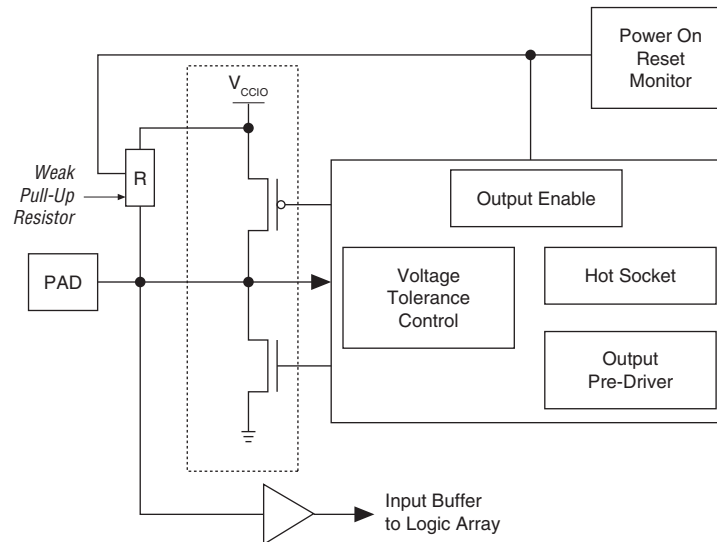 Power On
Reset
Monitor
V CCIO
Weak
Pull-Up
Resistor
R
Output Enable
PAD
Voltage
Tolerance
Control
Hot Socket
Output
Pre-Driver
Input Buffer
to Logic Array